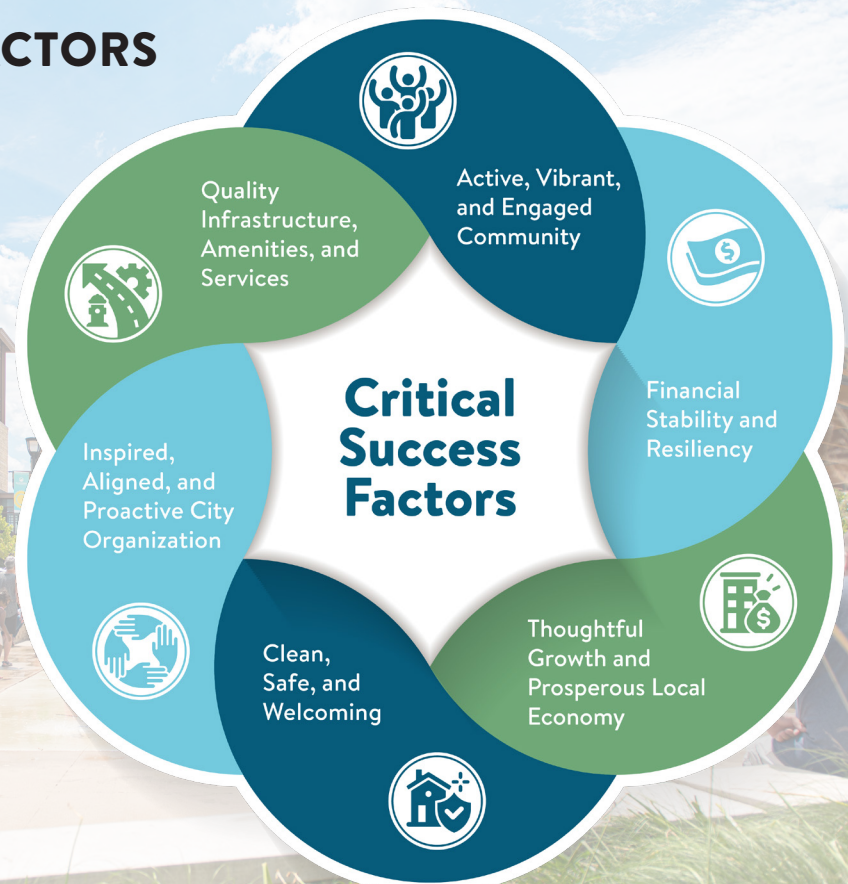 CTORS
Active, Vibrant,
and Engaged
Community
Financial
Stability and
Resiliency
Thoughtful
Growth and
Prosperous Local
Economy
Clean,
Safe, and
Welcoming
Inspired,
Aligned, and
Proactive City
Organization
Quality
Infrastructure,
Amenities, and
Services
Critical
Success
Factors